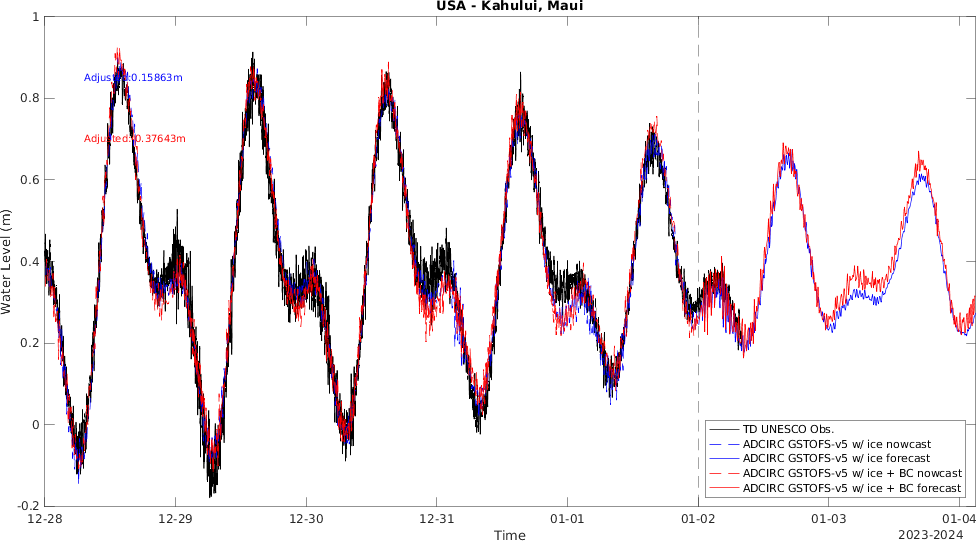 USA - Kahului, Maui
1
0.8
0.6
0.4
0.2
0
-0.2
Water Level (m)
Adjusted:0.15863m
Adjusted:0.37643m
TD UNESCO Obs.
ADCIRC GSTOFS-v5 w/ ice nowcast
ADCIRC GSTOFS-v5 w/ ice forecast
ADCIRC GSTOFS-v5 w/ ice + BC nowcast
ADCIRC GSTOFS-v5 w/ ice + BC forecast
12-28 12-29 12-30 12-31 01-01 01-02 01-03 01-04
Time
2023-2024